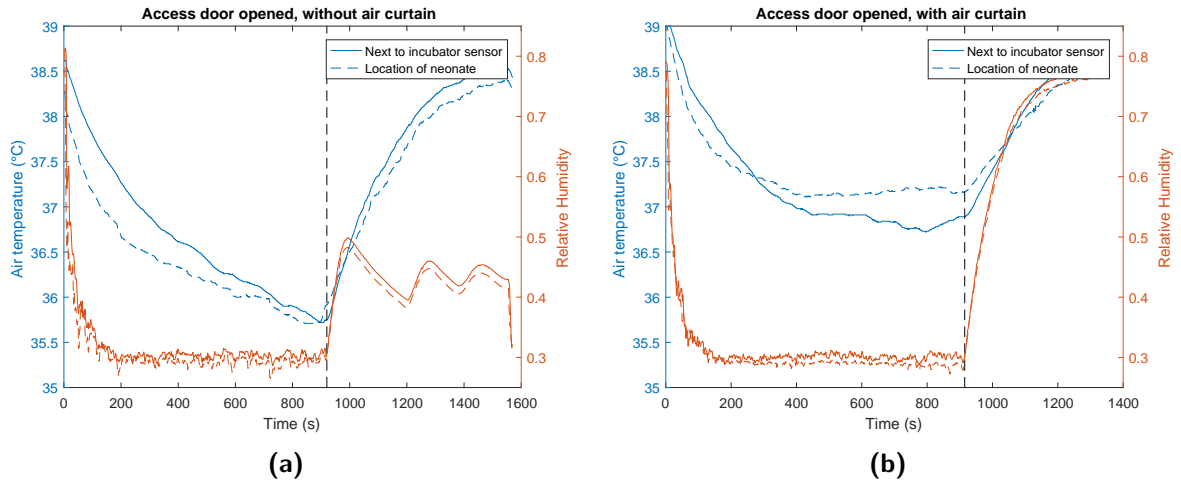 Access door opened, without air curtain
39
38.5
38
37.5
37
36.5
36
35.5
35
Air temperature (°C)
0.8
0.7
0.6
0.5
0.4
0.3
Relative Humidity
Next to incubator sensor
Location of neonate
0 200 400 600 800 1000 1200 1400 1600
Time (s)
(a)
Access door opened, with air curtain
39
38.5
38
37.5
37
36.5
36
35.5
35
Air temperature (°C)
0.8
0.7
0.6
0.5
0.4
0.3
Relative Humidity
Next to incubator sensor
Location of neonate
0 200 400 600 800 1000 1200 1400
Time (s)
(b)